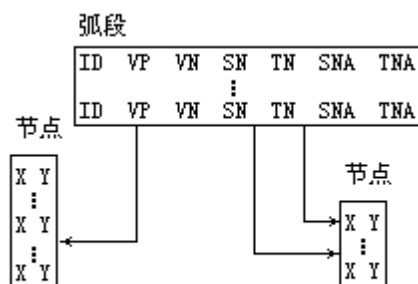 弧段
ID VP VN SN TN SNA TNA
⋮
ID VP VN SN TN SNA TNA
节点
X Y
⋮
X Y
⋮
X Y
节点
X Y
⋮
X Y